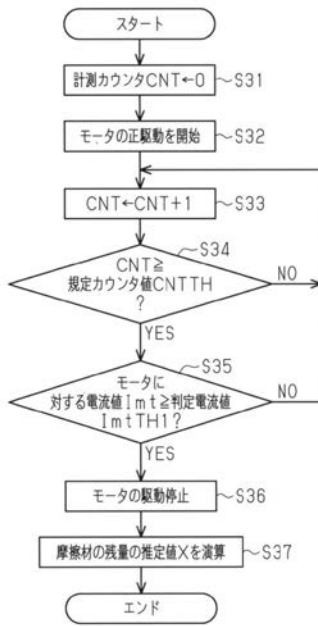 スタート
計測カウンタCNT←0 S31
モータの正駆動を開始 S32
CNT←CNT+1 S33
S34
CNT≧
規定カウンタ値CNTTH
?
NO
YES
S35
モータに
対する電流値Imt≧判定電流値
ImtTH1?
NO
YES
モータの駆動停止 S36
摩擦材の残量の推定値Xを演算 S37
エンド